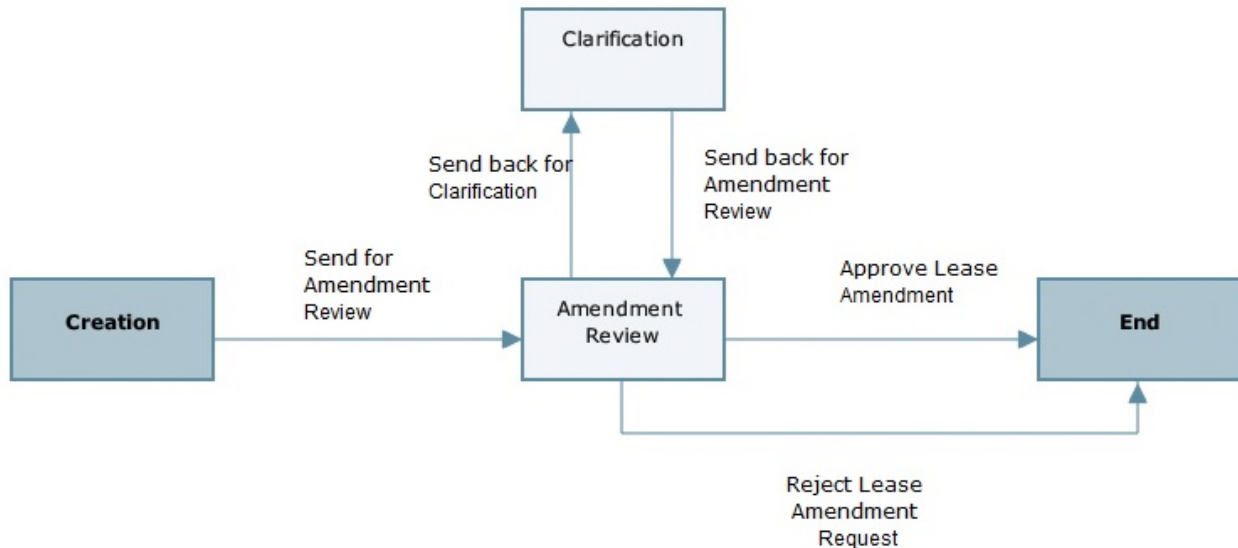 Clarification
Send back for
Clarification
Send back for
Amendment
Review
Send for
Amendment
Review
Creation
Amendment
Review
Approve Lease
Amendment
End
Reject Lease
Amendment
Request